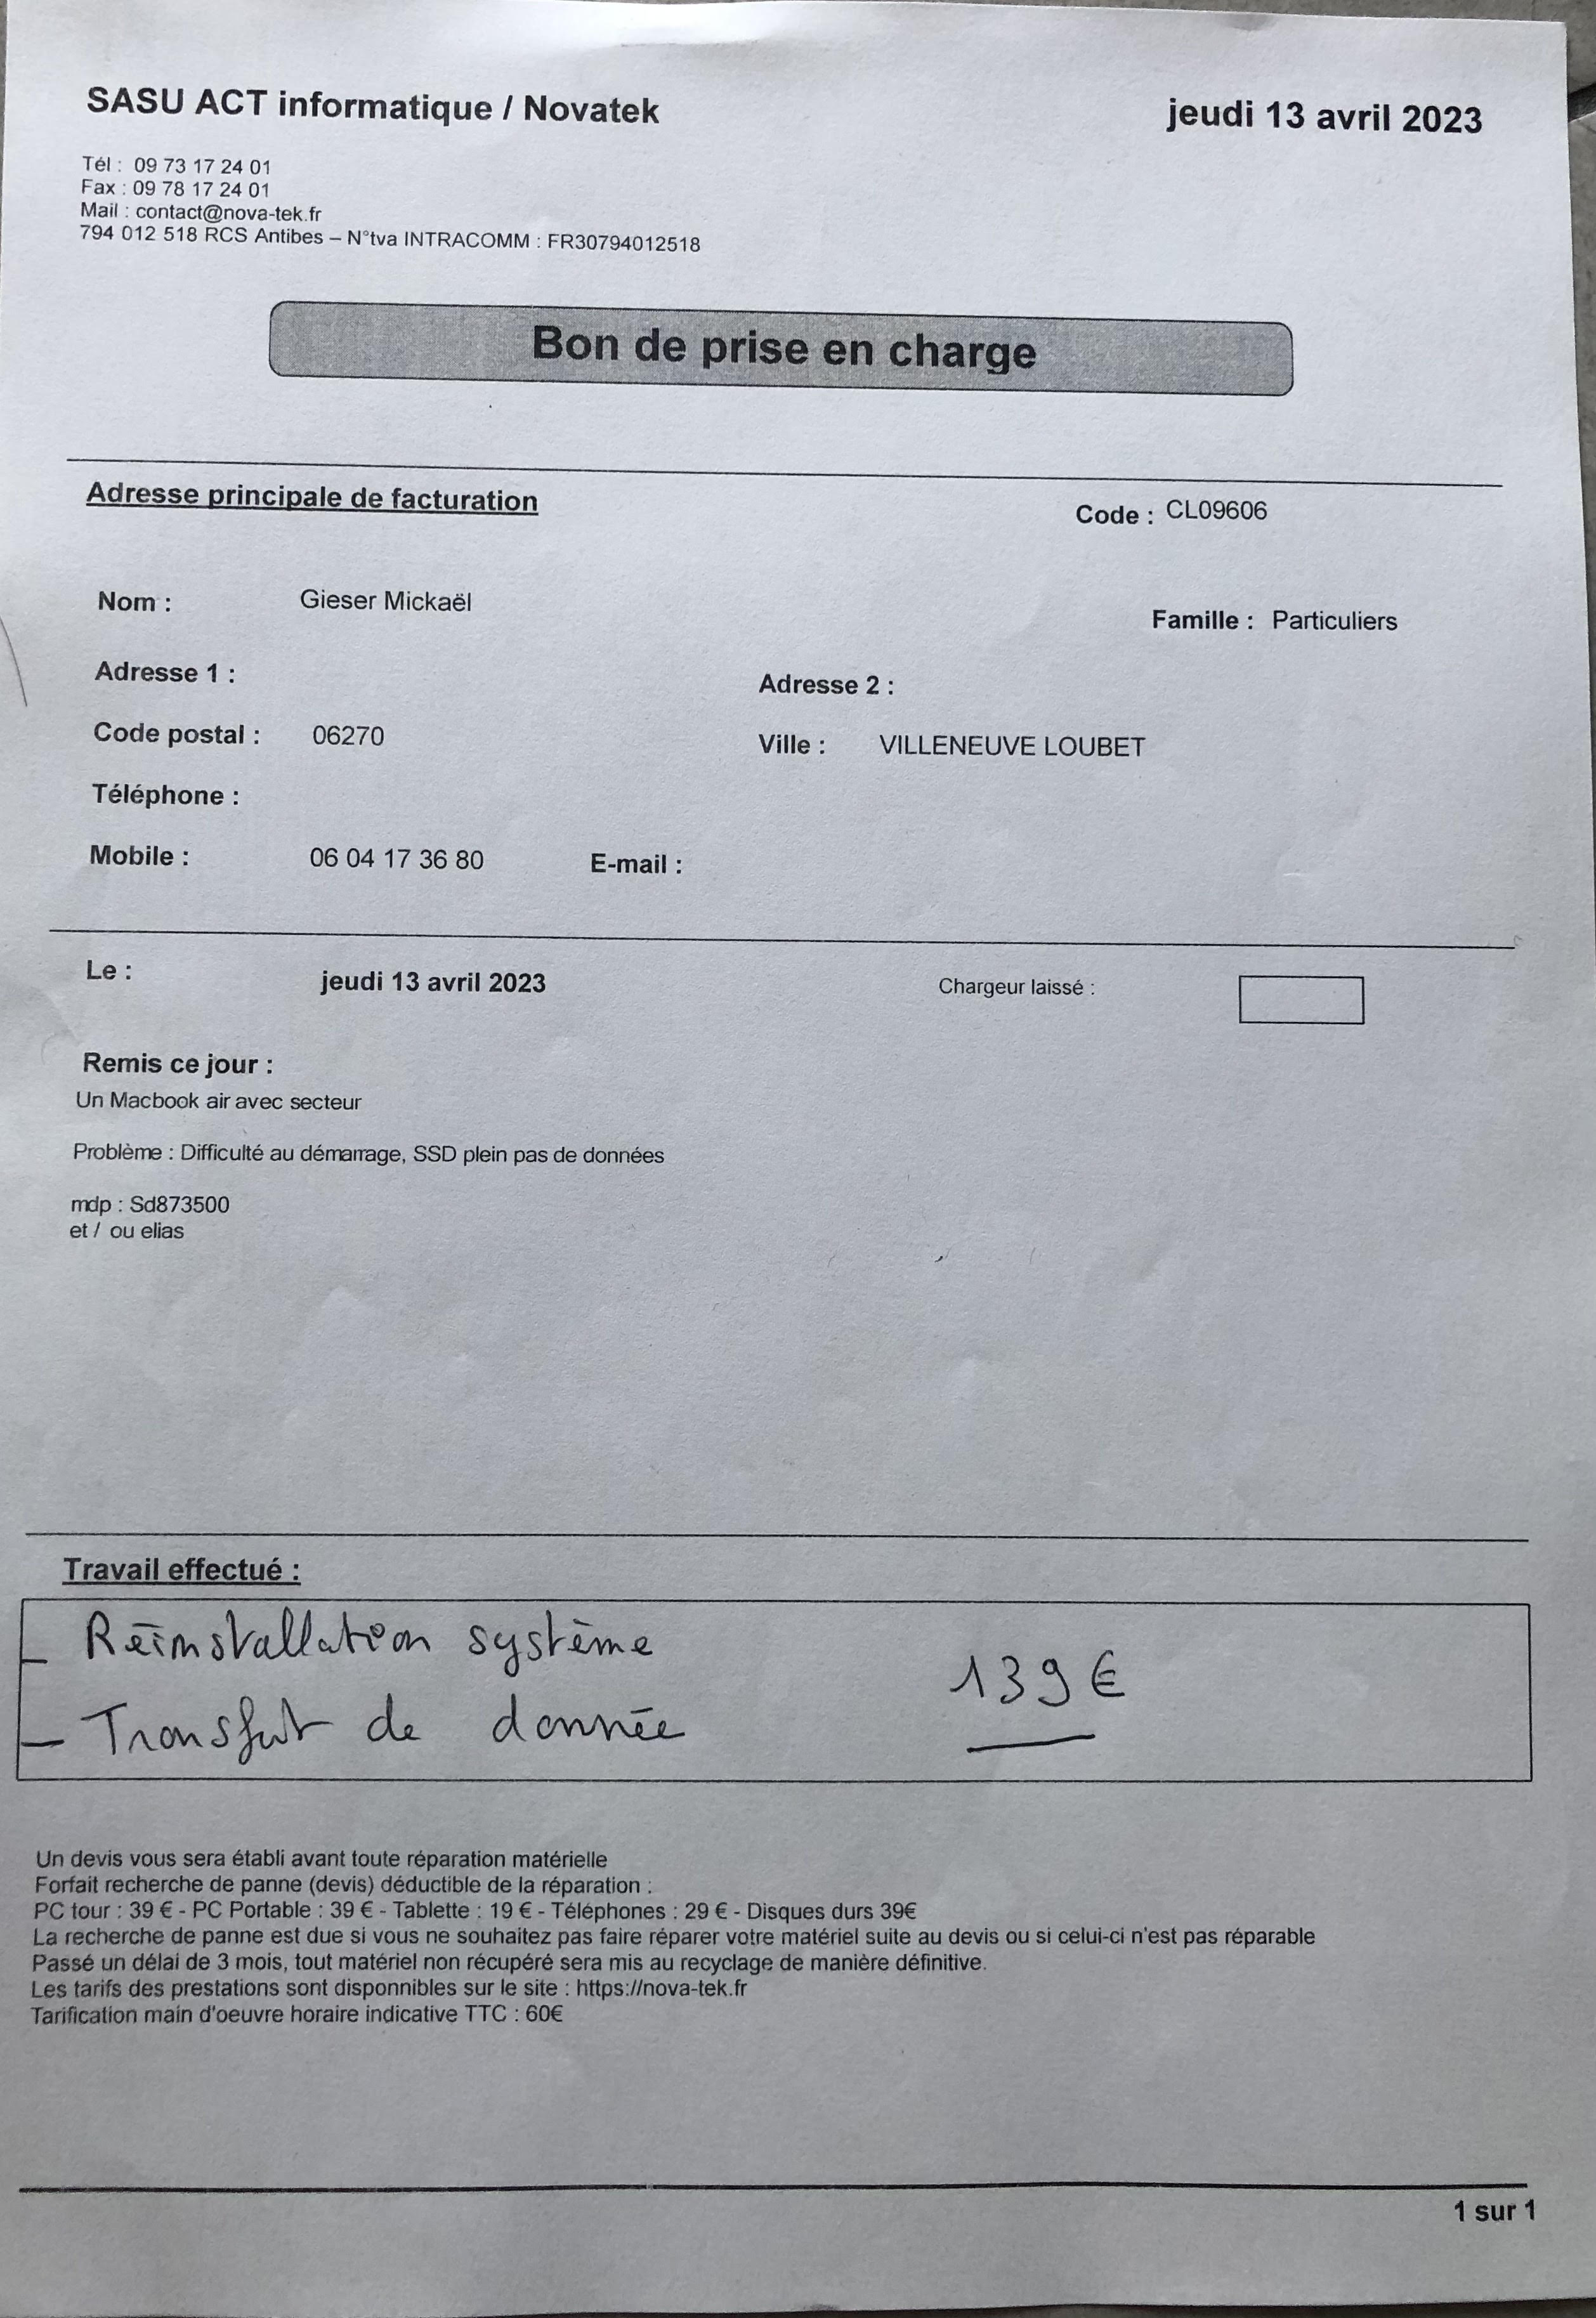 SASU ACT informatique / Novatek
jeudi 13 avril 2023
Tél : 09 73 17 24 01
Fax : 09 78 17 24 01
Mail : contact@nova-tek.fr
794 012 518 RCS Antibes – N°tva INTRACOMM : FR30794012518
Bon de prise en charge
Adresse principale de facturation
Code : CL09606
Nom : Gieser Mickaël
Famille : Particuliers
Adresse 1 :
Adresse 2 :
Code postal : 06270
Ville : VILLENEUVE LOUBET
Téléphone :
Mobile : 06 04 17 36 80 E-mail :
Le : jeudi 13 avril 2023
Chargeur laissé :
Remis ce jour :
Un Macbook air avec secteur
Problème : Difficulté au démarrage, SSD plein pas de données
mdp : Sd873500
et / ou elias
Travail effectué :
– Réinstallation système
139 €
– Transfert de donnée
Un devis vous sera établi avant toute réparation matérielle
Forfait recherche de panne (devis) déductible de la réparation :
PC tour : 39 € - PC Portable : 39 € - Tablette : 19 € - Téléphones : 29 € - Disques durs 39€
La recherche de panne est due si vous ne souhaitez pas faire réparer votre matériel suite au devis ou si celui-ci n'est pas réparable
Passé un délai de 3 mois, tout matériel non récupéré sera mis au recyclage de manière définitive.
Les tarifs des prestations sont disponnibles sur le site : https://nova-tek.fr
Tarification main d'oeuvre horaire indicative TTC : 60€
1 sur 1